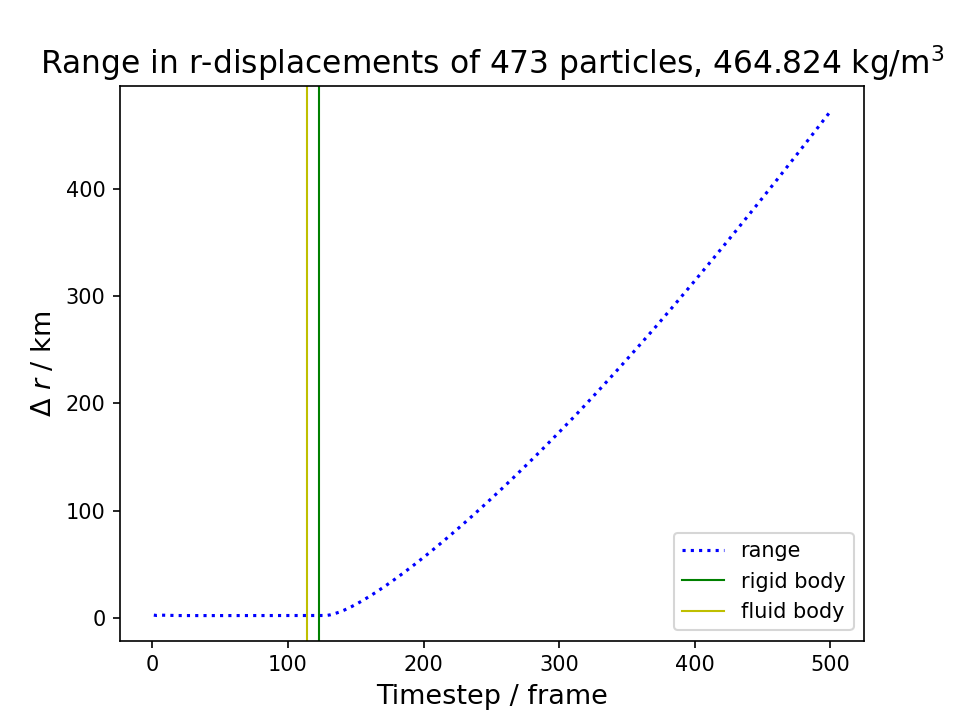 Range in r-displacements of 473 particles, 464.824 kg/m³
Δ r / km
400
300
200
100
0
0 100 200 300 400 500
Timestep / frame
range
rigid body
fluid body